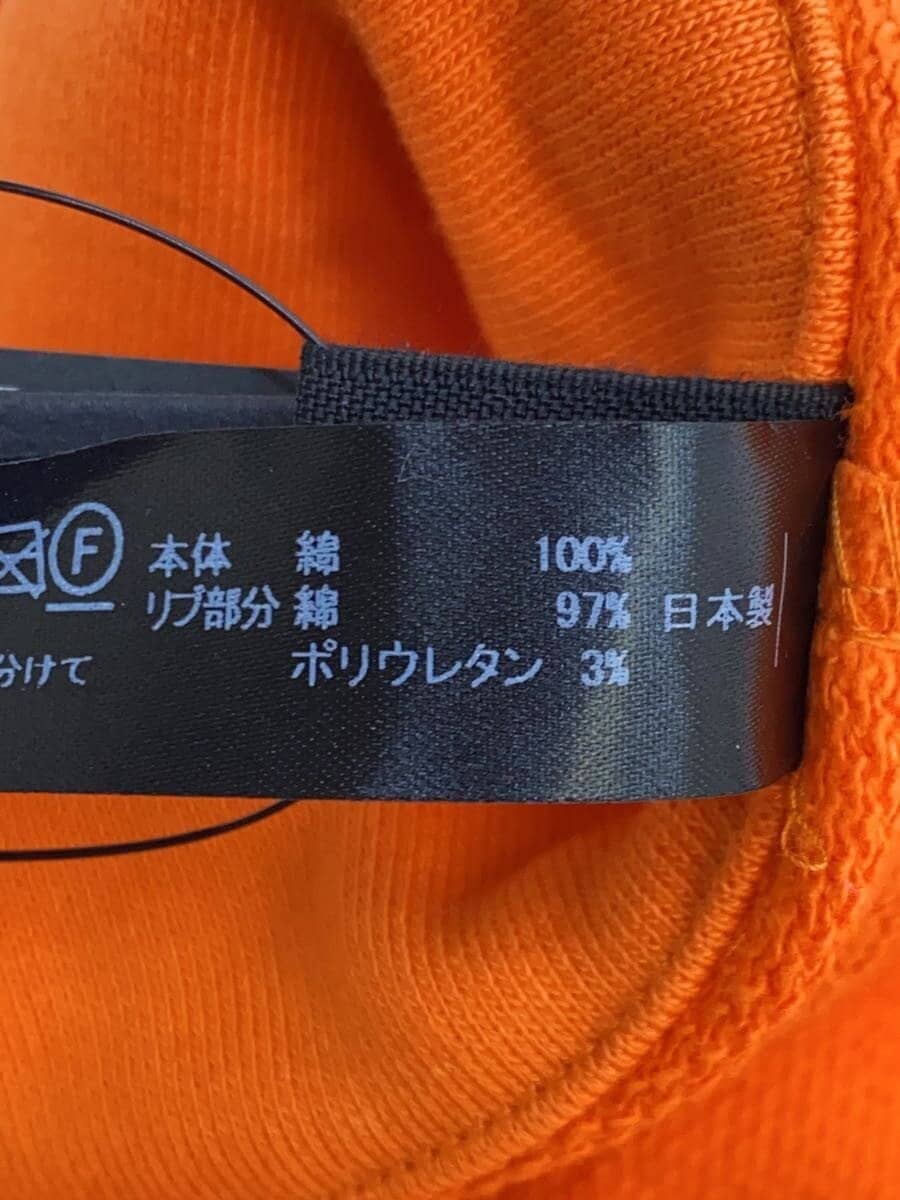 F
本体 綿 100%
リブ部分 綿 97% 日本製
分けて ポリウレタン 3%